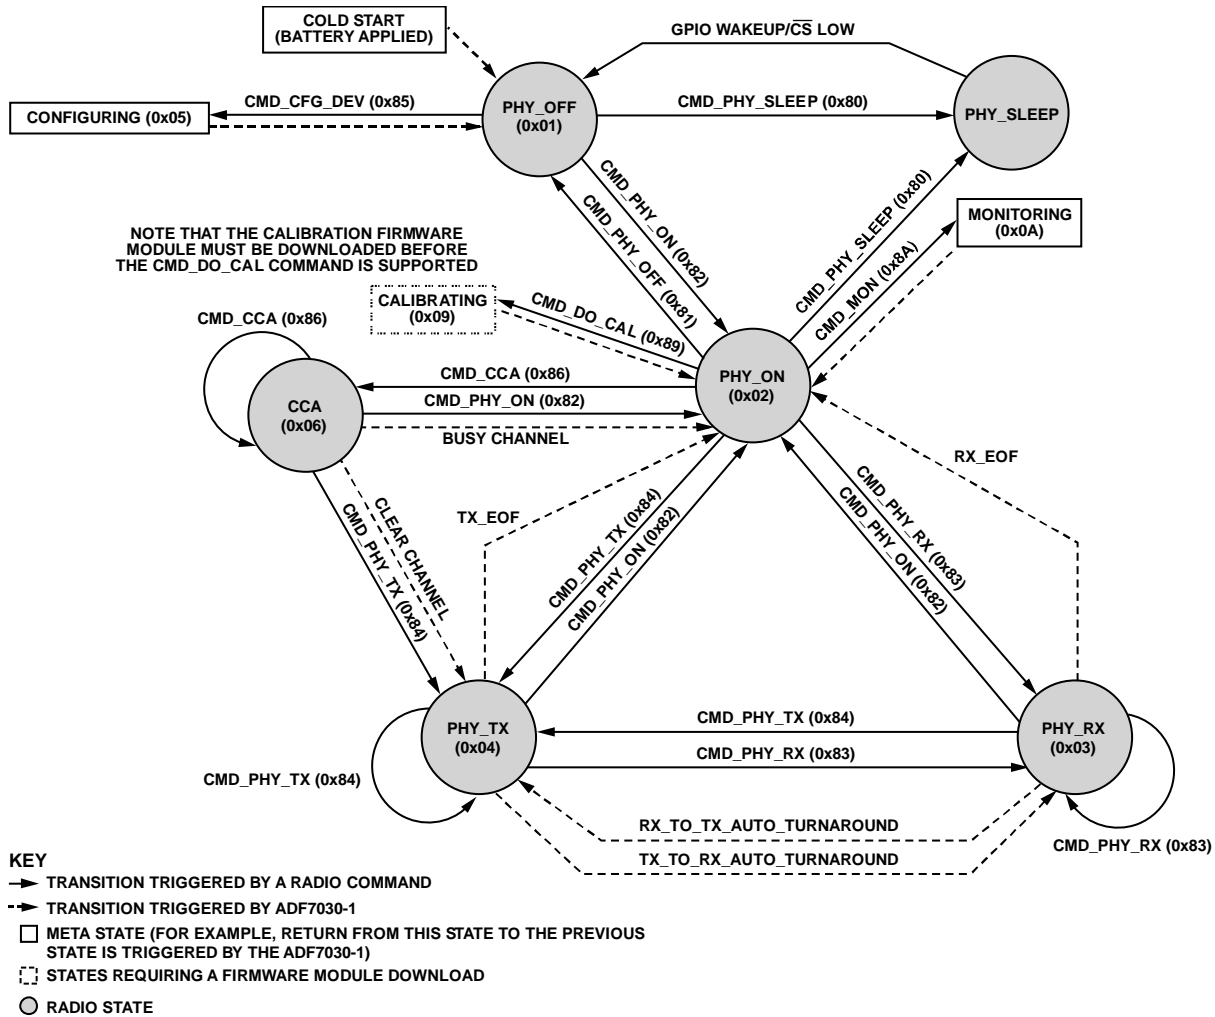 COLD START
(BATTERY APPLIED)
GPIO WAKEUP/C̅S̅ LOW
CMD_CFG_DEV (0x85)
CONFIGURING (0x05)
PHY_OFF
(0x01)
CMD_PHY_SLEEP (0x80)
PHY_SLEEP
CMD_PHY_ON (0x82)
CMD_PHY_OFF (0x81)
CMD_PHY_SLEEP (0x80)
CMD_MON (0x8A)
MONITORING
(0x0A)
NOTE THAT THE CALIBRATION FIRMWARE
MODULE MUST BE DOWNLOADED BEFORE
THE CMD_DO_CAL COMMAND IS SUPPORTED
CALIBRATING
(0x09)
CMD_DO_CAL (0x89)
CMD_CCA (0x86)
CCA
(0x06)
CMD_CCA (0x86)
CMD_PHY_ON (0x82)
BUSY CHANNEL
PHY_ON
(0x02)
RX_EOF
TX_EOF
CLEAR CHANNEL
CMD_PHY_TX (0x84)
CMD_PHY_TX (0x84)
CMD_PHY_ON (0x82)
CMD_PHY_RX (0x83)
CMD_PHY_ON (0x82)
PHY_TX
(0x04)
CMD_PHY_TX (0x84)
CMD_PHY_RX (0x83)
PHY_RX
(0x03)
CMD_PHY_TX (0x84)
RX_TO_TX_AUTO_TURNAROUND
TX_TO_RX_AUTO_TURNAROUND
CMD_PHY_RX (0x83)
KEY
TRANSITION TRIGGERED BY A RADIO COMMAND
TRANSITION TRIGGERED BY ADF7030-1
META STATE (FOR EXAMPLE, RETURN FROM THIS STATE TO THE PREVIOUS
STATE IS TRIGGERED BY THE ADF7030-1)
STATES REQUIRING A FIRMWARE MODULE DOWNLOAD
RADIO STATE